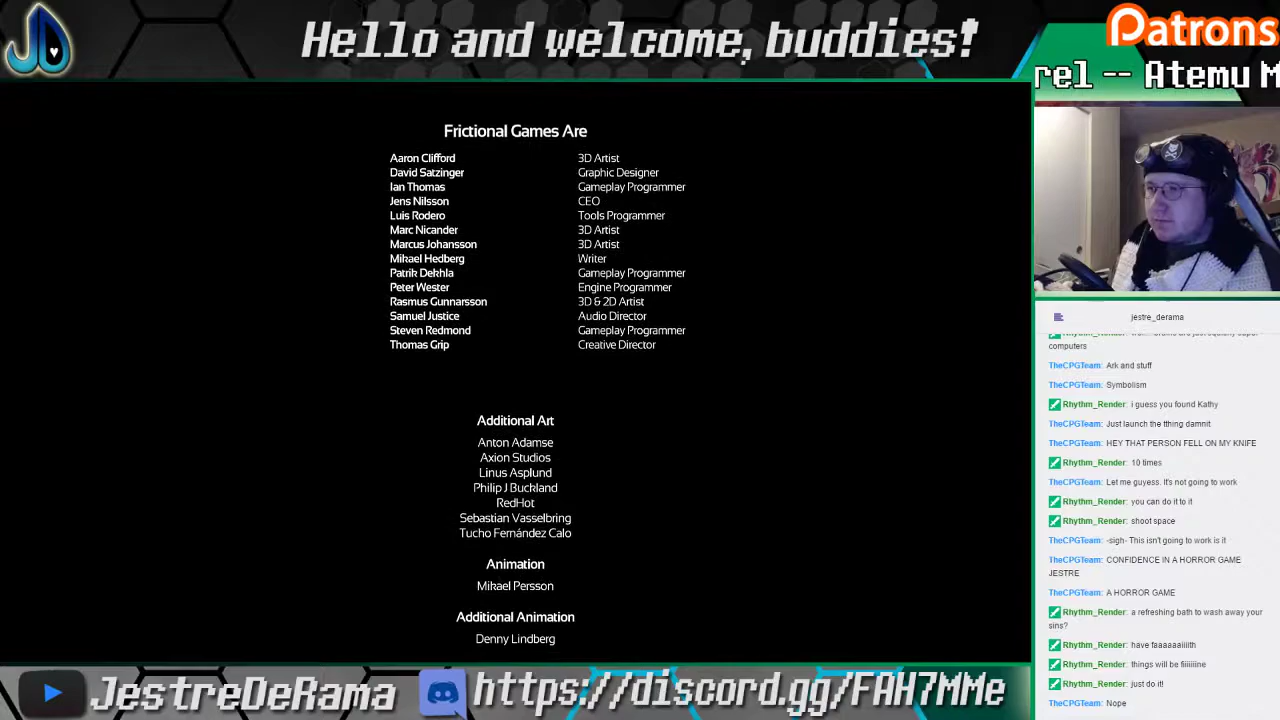 JD
Hello and welcome, buddies!
Patrons
rel -- Atemu M
Frictional Games Are
Aaron Clifford 3D Artist
David Satzinger Graphic Designer
Ian Thomas Gameplay Programmer
Jens Nilsson CEO
Luis Rodero Tools Programmer
Marc Nicander 3D Artist
Marcus Johansson 3D Artist
Mikael Hedberg Writer
Patrik Dekhla Gameplay Programmer
Peter Wester Engine Programmer
Rasmus Gunnarsson 3D & 2D Artist
Samuel Justice Audio Director
Steven Redmond Gameplay Programmer
Thomas Grip Creative Director
Additional Art
Anton Adamse
Axion Studios
Linus Asplund
Philip J Buckland
RedHot
Sebastian Vasselbring
Tucho Fernández Calo
Animation
Mikael Persson
Additional Animation
Denny Lindberg
jestre_derama
computers
TheCPGTeam: Ark and stuff
TheCPGTeam: Symbolism
Rhythm_Render: i guess you found Kathy
TheCPGTeam: Just launch the tthing damnit
TheCPGTeam: HEY THAT PERSON FELL ON MY KNIFE
Rhythm_Render: 10 times
TheCPGTeam: Let me guyess. It's not going to work
Rhythm_Render: you can do it to it
Rhythm_Render: shoot space
TheCPGTeam: -sigh- This isn't going to work is it
TheCPGTeam: CONFIDENCE IN A HORROR GAME
JESTRE
TheCPGTeam: A HORROR GAME
Rhythm_Render: a refreshing bath to wash away your
sins?
Rhythm_Render: have faaaaaaiiiith
Rhythm_Render: things will be fiiiiiine
Rhythm_Render: just do it!
TheCPGTeam: Nope
JestreDeRama
https://discord.gg/FAH7MMe